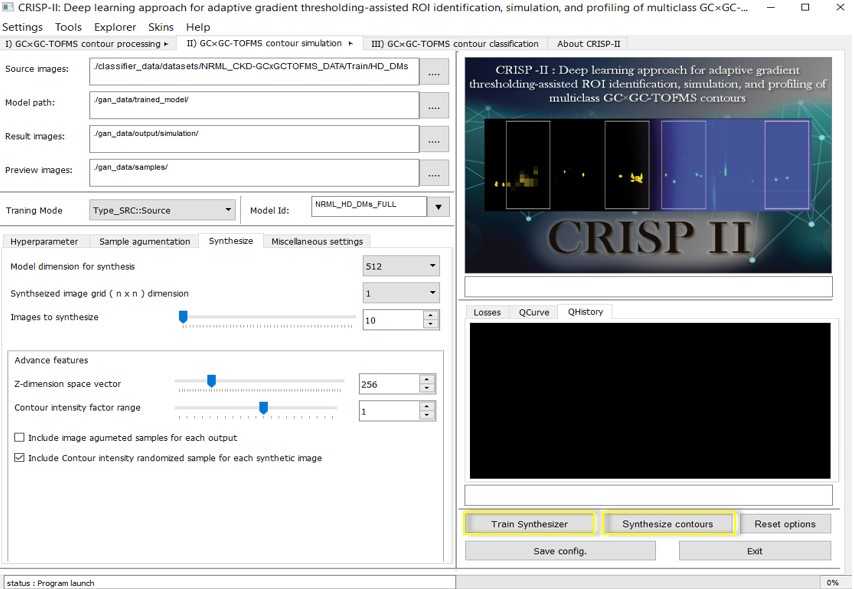 CRISP-II: Deep learning approach for adaptive gradient thresholding-assisted ROI identification, simulation, and profiling of multiclass GC×GC-...
Settings Tools Explorer Skins Help
I) GC×GC-TOFMS contour processing ▸ II) GC×GC-TOFMS contour simulation ▸ III) GC×GC-TOFMS contour classification About CRISP-II
Source images: ./classifier_data/datasets/NRML_CKD-GCxGCTOFMS_DATA/Train/HD_DMs ....
Model path: ./gan_data/trained_model/ ....
Result images: ./gan_data/output/simulation/ ....
Preview images: ./gan_data/samples/ ....
Traning Mode Type_SRC::Source Model Id: NRML_HD_DMs_FULL
Hyperparameter Sample agumentation Synthesize Miscellaneous settings
Model dimension for synthesis 512
Synthseized image grid ( n x n ) dimension 1
Images to synthesize 10
Advance features
Z-dimension space vector 256
Contour intensity factor range 1
Include image agumeted samples for each output
Include Contour intensity randomized sample for each synthetic image
CRISP -II : Deep learning approach for adaptive gradient
thresholding-assisted ROI identification, simulation, and profiling of
multiclass GC×GC-TOFMS contours
CRISP II
Losses QCurve QHistory
Train Synthesizer Synthesize contours Reset options
Save config. Exit
status : Program launch 0%